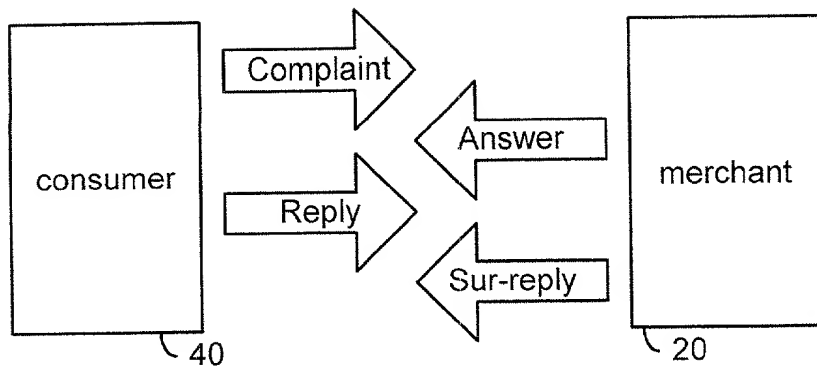 Complaint
Answer
consumer
merchant
Reply
Sur-reply
40
20